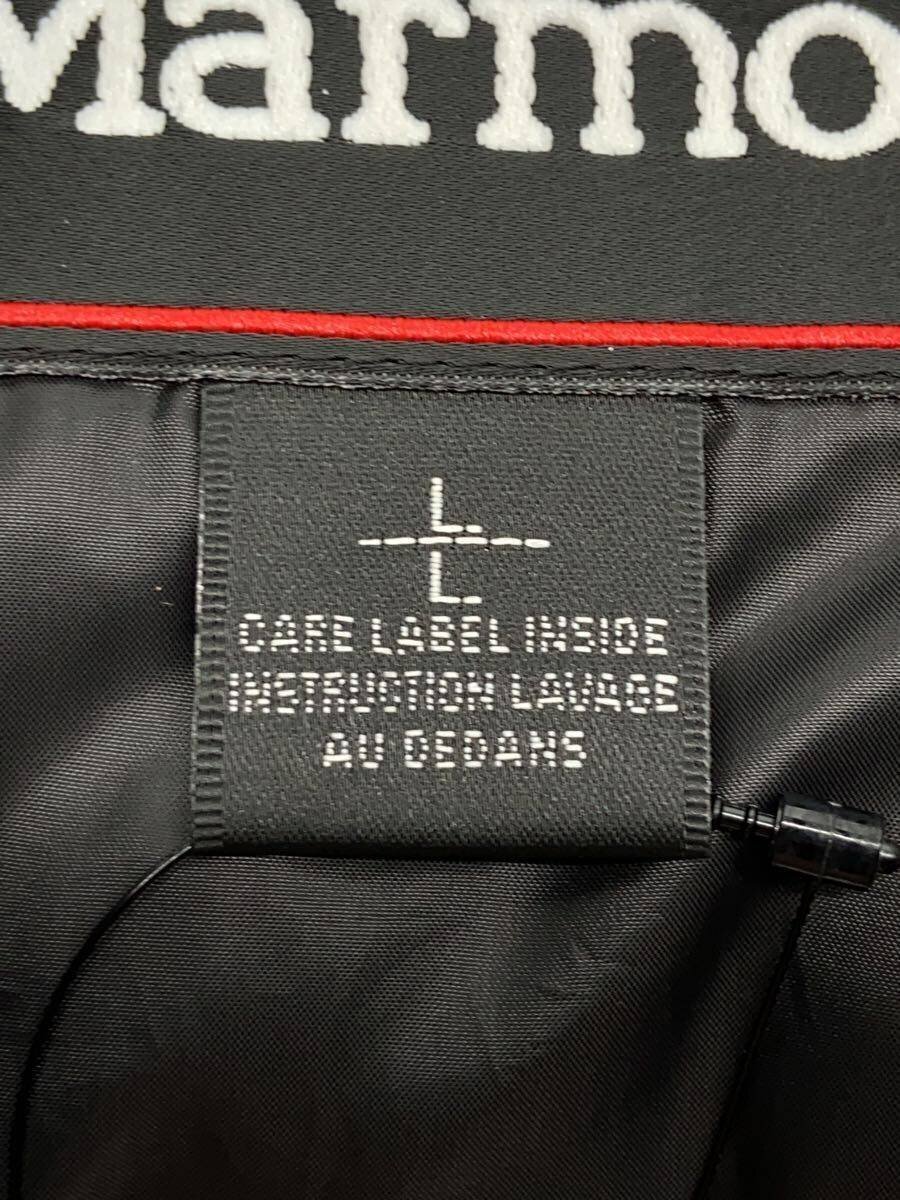 Marmo
L
L
CARE LABEL INSIDE
INSTRUCTION LAVAGE
AU DEDANS